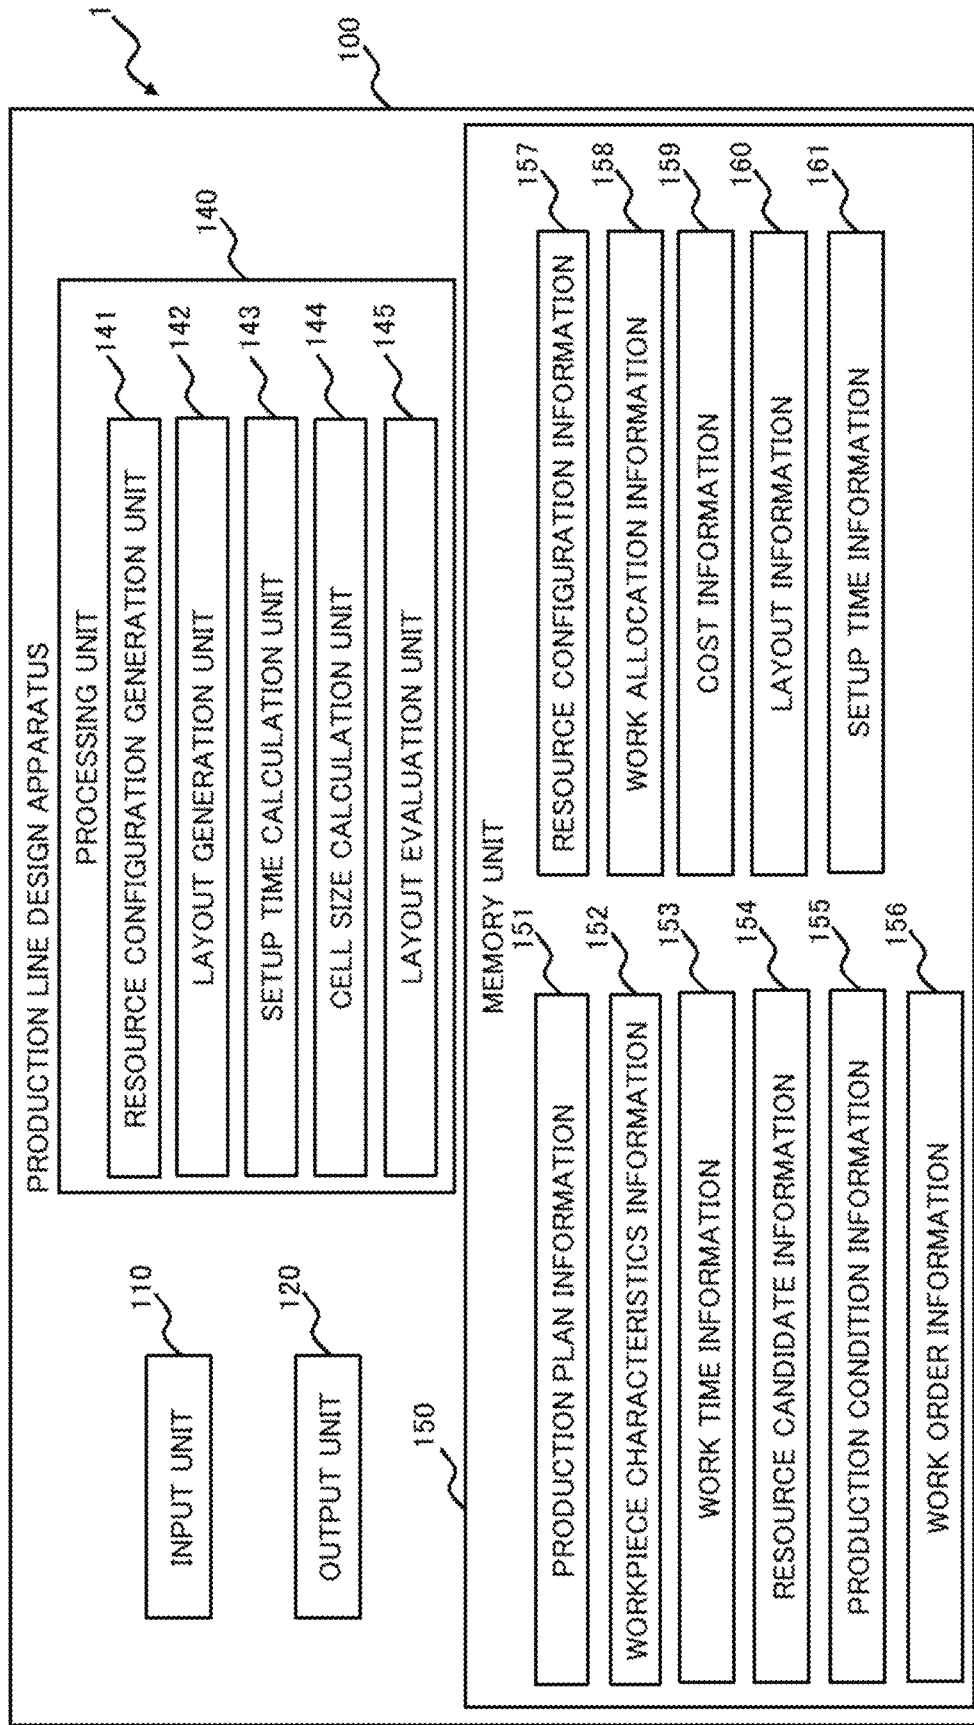 1
100
PRODUCTION LINE DESIGN APPARATUS
110
INPUT UNIT
120
OUTPUT UNIT
140
PROCESSING UNIT
141
RESOURCE CONFIGURATION GENERATION UNIT
142
LAYOUT GENERATION UNIT
143
SETUP TIME CALCULATION UNIT
144
CELL SIZE CALCULATION UNIT
145
LAYOUT EVALUATION UNIT
150
MEMORY UNIT
151
PRODUCTION PLAN INFORMATION
152
WORKPIECE CHARACTERISTICS INFORMATION
153
WORK TIME INFORMATION
154
RESOURCE CANDIDATE INFORMATION
155
PRODUCTION CONDITION INFORMATION
156
WORK ORDER INFORMATION
157
RESOURCE CONFIGURATION INFORMATION
158
WORK ALLOCATION INFORMATION
159
COST INFORMATION
160
LAYOUT INFORMATION
161
SETUP TIME INFORMATION